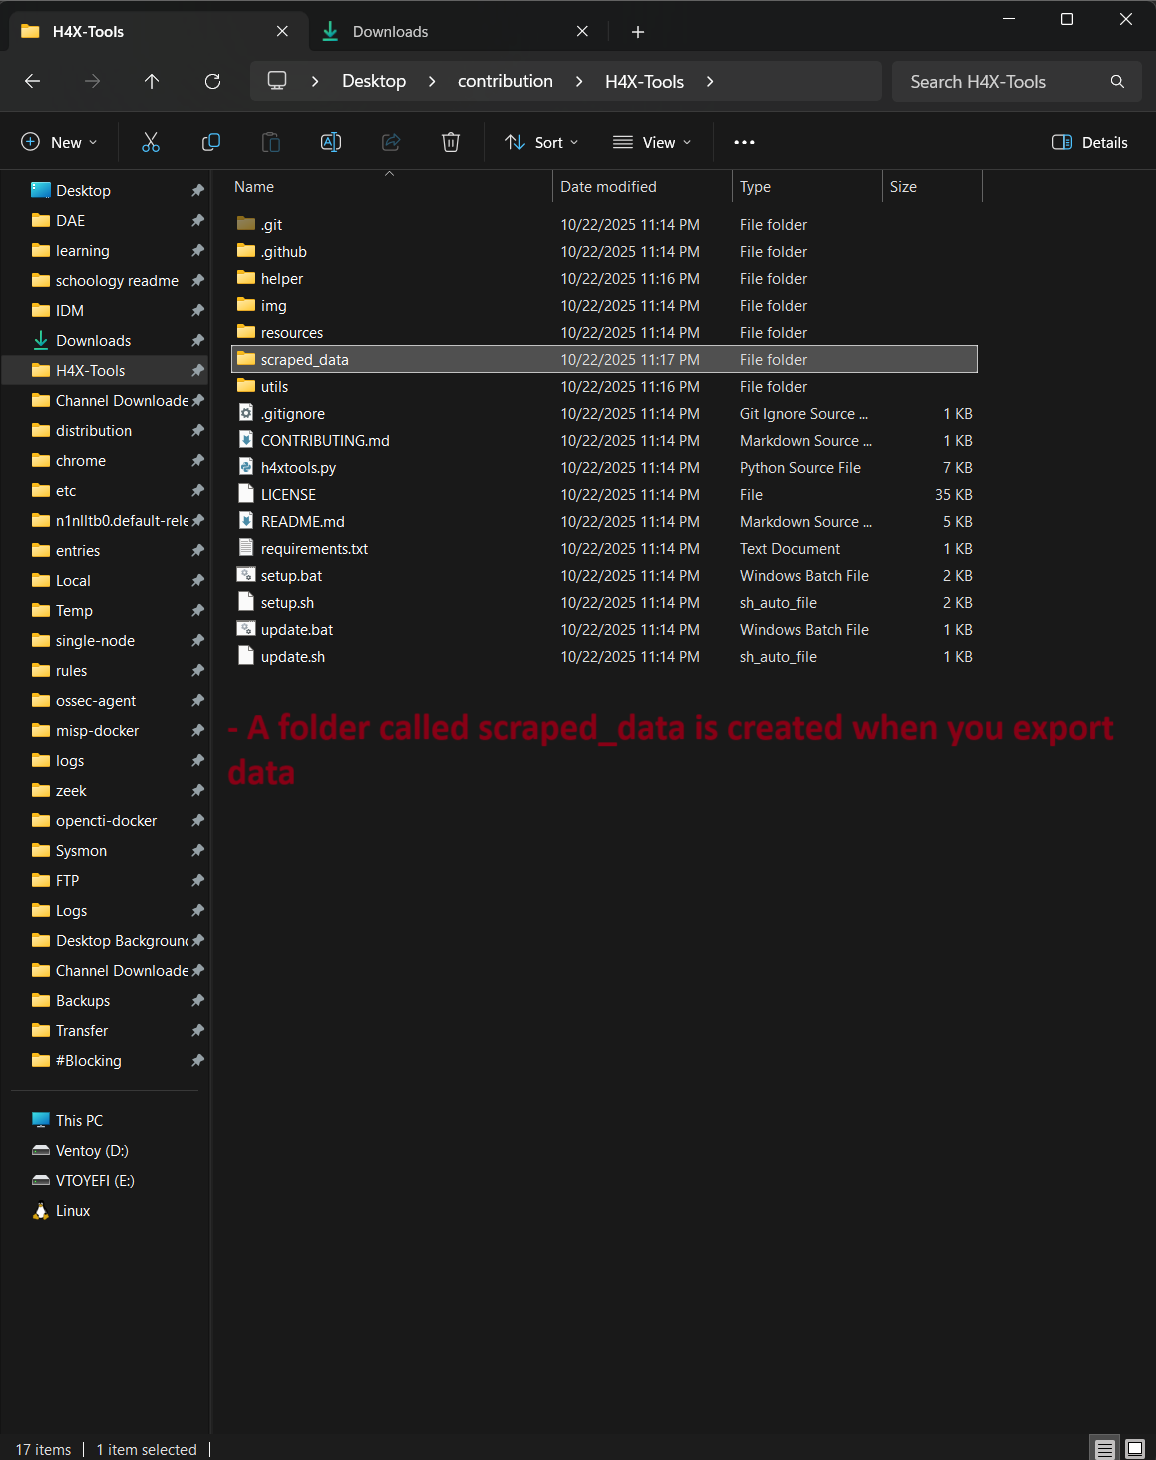 H4X-Tools
Downloads
Desktop
contribution
H4X-Tools
Search H4X-Tools
New
Sort
View
Details
Name
Date modified
Type
Size
.git 10/22/2025 11:14 PM File folder
.github 10/22/2025 11:14 PM File folder
helper 10/22/2025 11:16 PM File folder
img 10/22/2025 11:14 PM File folder
resources 10/22/2025 11:14 PM File folder
scraped_data 10/22/2025 11:17 PM File folder
utils 10/22/2025 11:16 PM File folder
.gitignore 10/22/2025 11:14 PM Git Ignore Source ... 1 KB
CONTRIBUTING.md 10/22/2025 11:14 PM Markdown Source ... 1 KB
h4xtools.py 10/22/2025 11:14 PM Python Source File 7 KB
LICENSE 10/22/2025 11:14 PM File 35 KB
README.md 10/22/2025 11:14 PM Markdown Source ... 5 KB
requirements.txt 10/22/2025 11:14 PM Text Document 1 KB
setup.bat 10/22/2025 11:14 PM Windows Batch File 2 KB
setup.sh 10/22/2025 11:14 PM sh_auto_file 2 KB
update.bat 10/22/2025 11:14 PM Windows Batch File 1 KB
update.sh 10/22/2025 11:14 PM sh_auto_file 1 KB
- A folder called scraped_data is created when you export
data
Desktop
DAE
learning
schoology readme
IDM
Downloads
H4X-Tools
Channel Downloade
distribution
chrome
etc
n1nlltb0.default-rele
entries
Local
Temp
single-node
rules
ossec-agent
misp-docker
logs
zeek
opencti-docker
Sysmon
FTP
Logs
Desktop Background
Channel Downloade
Backups
Transfer
#Blocking
This PC
Ventoy (D:)
VTOYEFI (E:)
Linux
17 items
1 item selected